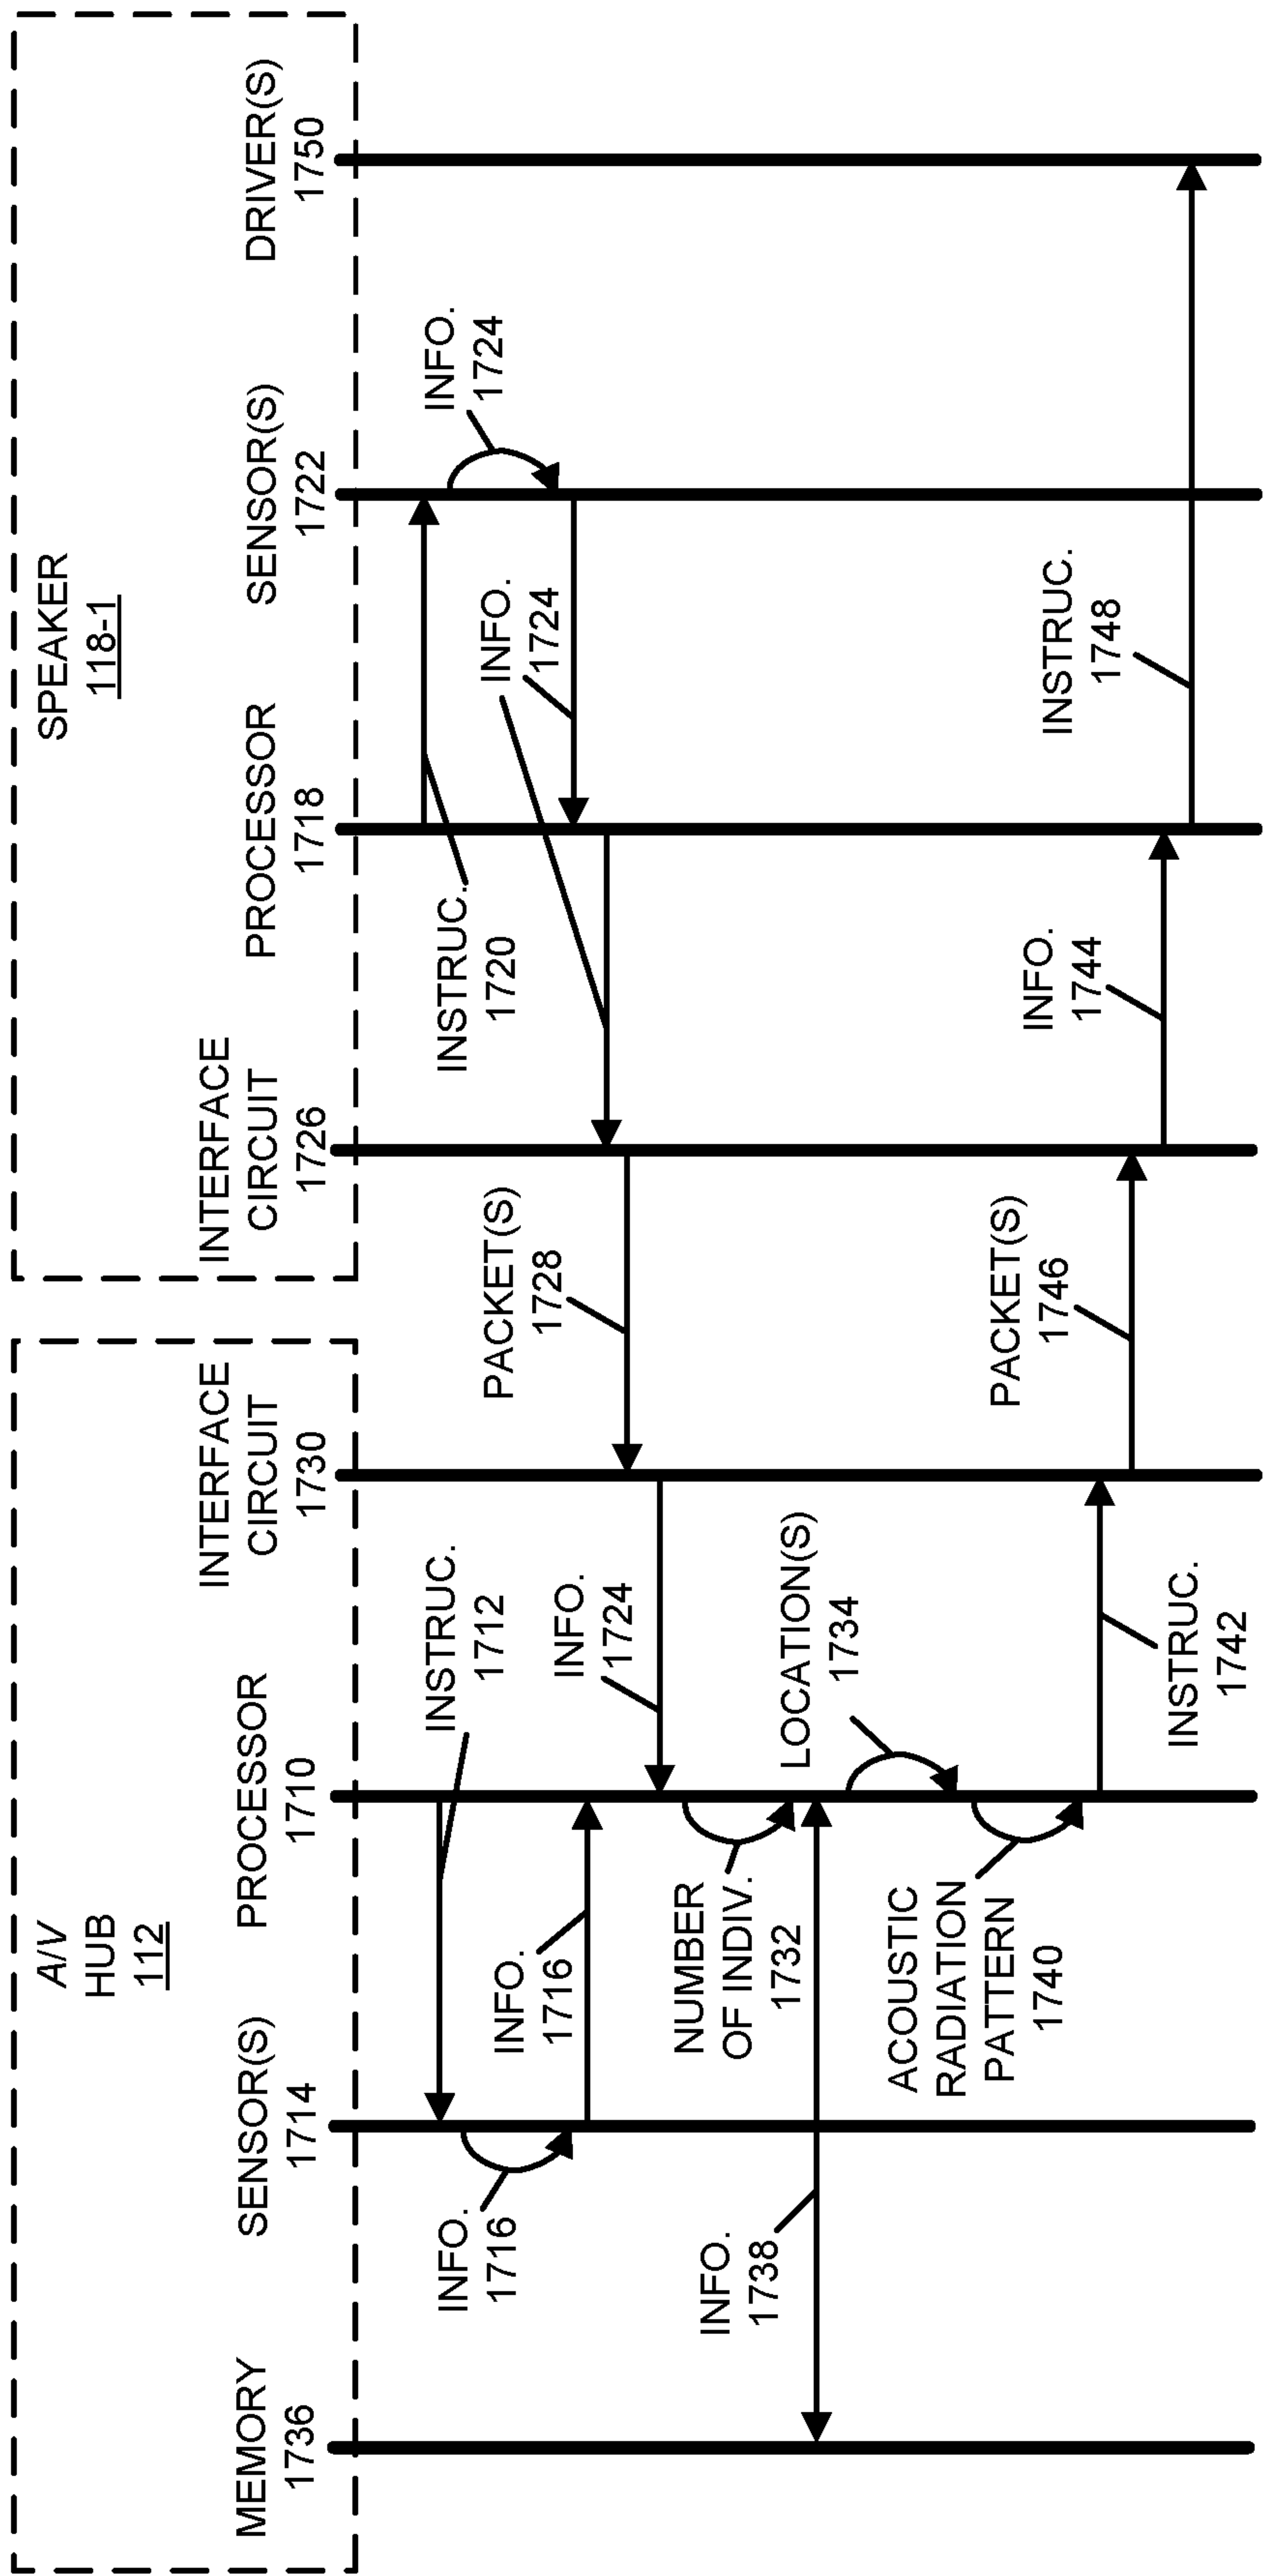 A/V
HUB
112
SPEAKER
118-1
MEMORY
1736
SENSOR(S)
1714
PROCESSOR
1710
INTERFACE
CIRCUIT
1730
INTERFACE
CIRCUIT
1726
PROCESSOR
1718
SENSOR(S)
1722
DRIVER(S)
1750
INSTRUC.
1712
INFO.
1716
INFO.
1716
INSTRUC.
1720
INFO.
1724
INFO.
1724
PACKET(S)
1728
INFO.
1724
NUMBER
OF INDIV.
1732
INFO.
1738
LOCATION(S)
1734
ACOUSTIC
RADIATION
PATTERN
1740
INSTRUC.
1742
PACKET(S)
1746
INFO.
1744
INSTRUC.
1748